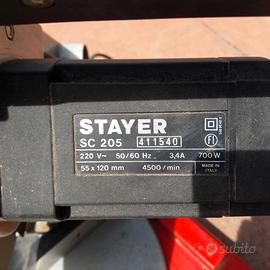 STAYER
SC 205 411540
220 V~ 50/60 Hz 3,4A 700 W
55 x 120 mm 4500 / min MADE IN ITALY
subito